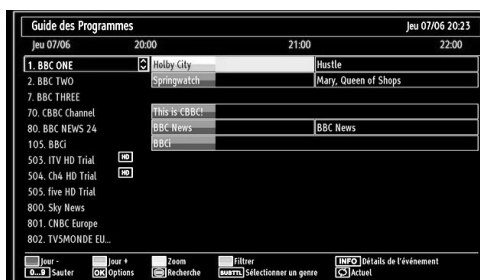 Guide des Programmes Jeu 07/06 20:23
Jeu 07/06 20:00 21:00 22:00
1. BBC ONE Holby City Hustle
2. BBC TWO Springwatch Mary, Queen of Shops
7. BBC THREE
70. CBBC Channel This is CBBC!
80. BBC NEWS 24 BBC News BBC News
105. BBCi BBCi
503. ITV HD Trial HD
504. Ch4 HD Trial HD
505. five HD Trial
800. Sky News
801. CNBC Europe
802. TV5MONDE EU...
Jour - Jour + Zoom Filtrer INFO Détails de l'événement
0...9 Sauter OK Options Recherche SUBTTL Sélectionner un genre Actuel